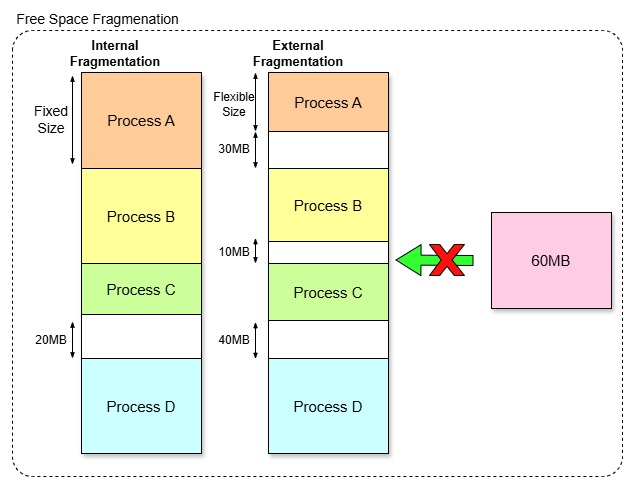 Free Space Fragmenation
Internal
Fragmentation
External
Fragmentation
Fixed
Size
Process A
Process B
Process C
20MB
Process D
Flexible
Size
Process A
30MB
Process B
10MB
Process C
40MB
Process D
60MB